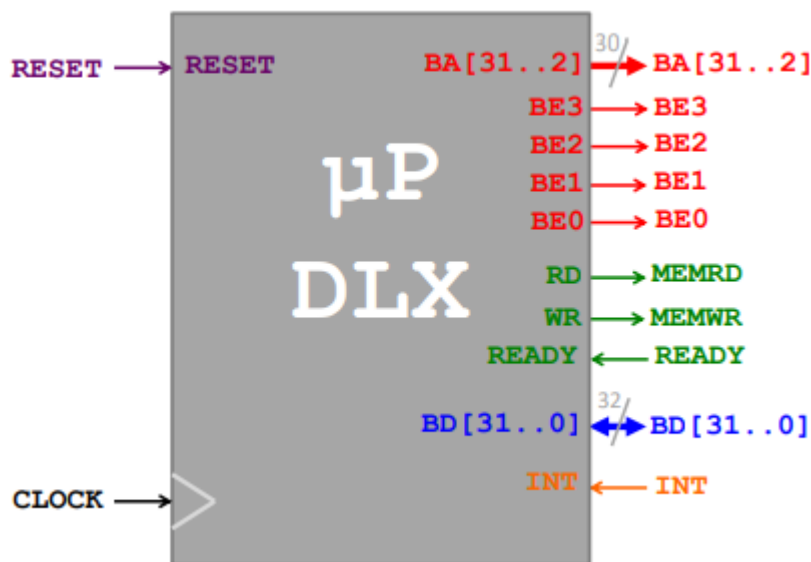 30
RESET RESET BA[31..2] BA[31..2]
BE3 BE3
BE2 BE2
µP
BE1 BE1
BE0 BE0
DLX
RD MEMRD
WR MEMWR
READY READY
32
BD[31..0] BD[31..0]
INT INT
CLOCK